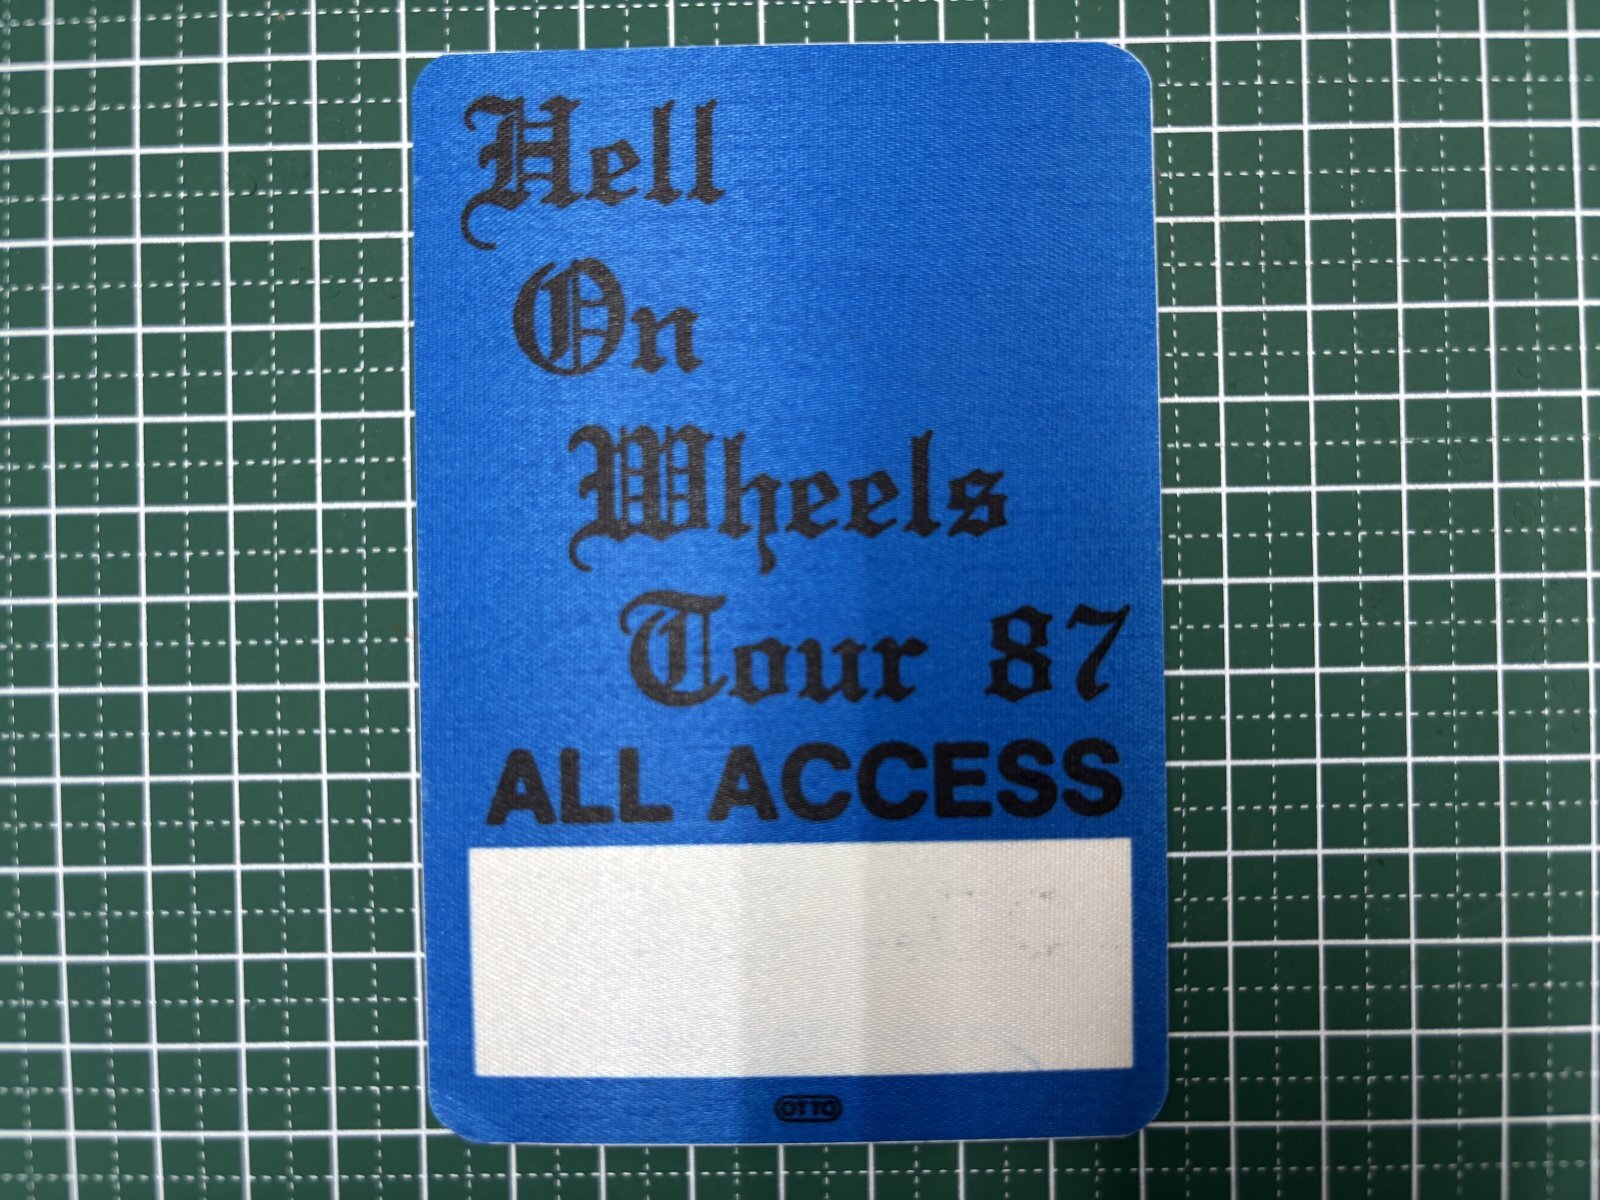 Hell
On
Wheels
Tour 87
ALL ACCESS
OTTO